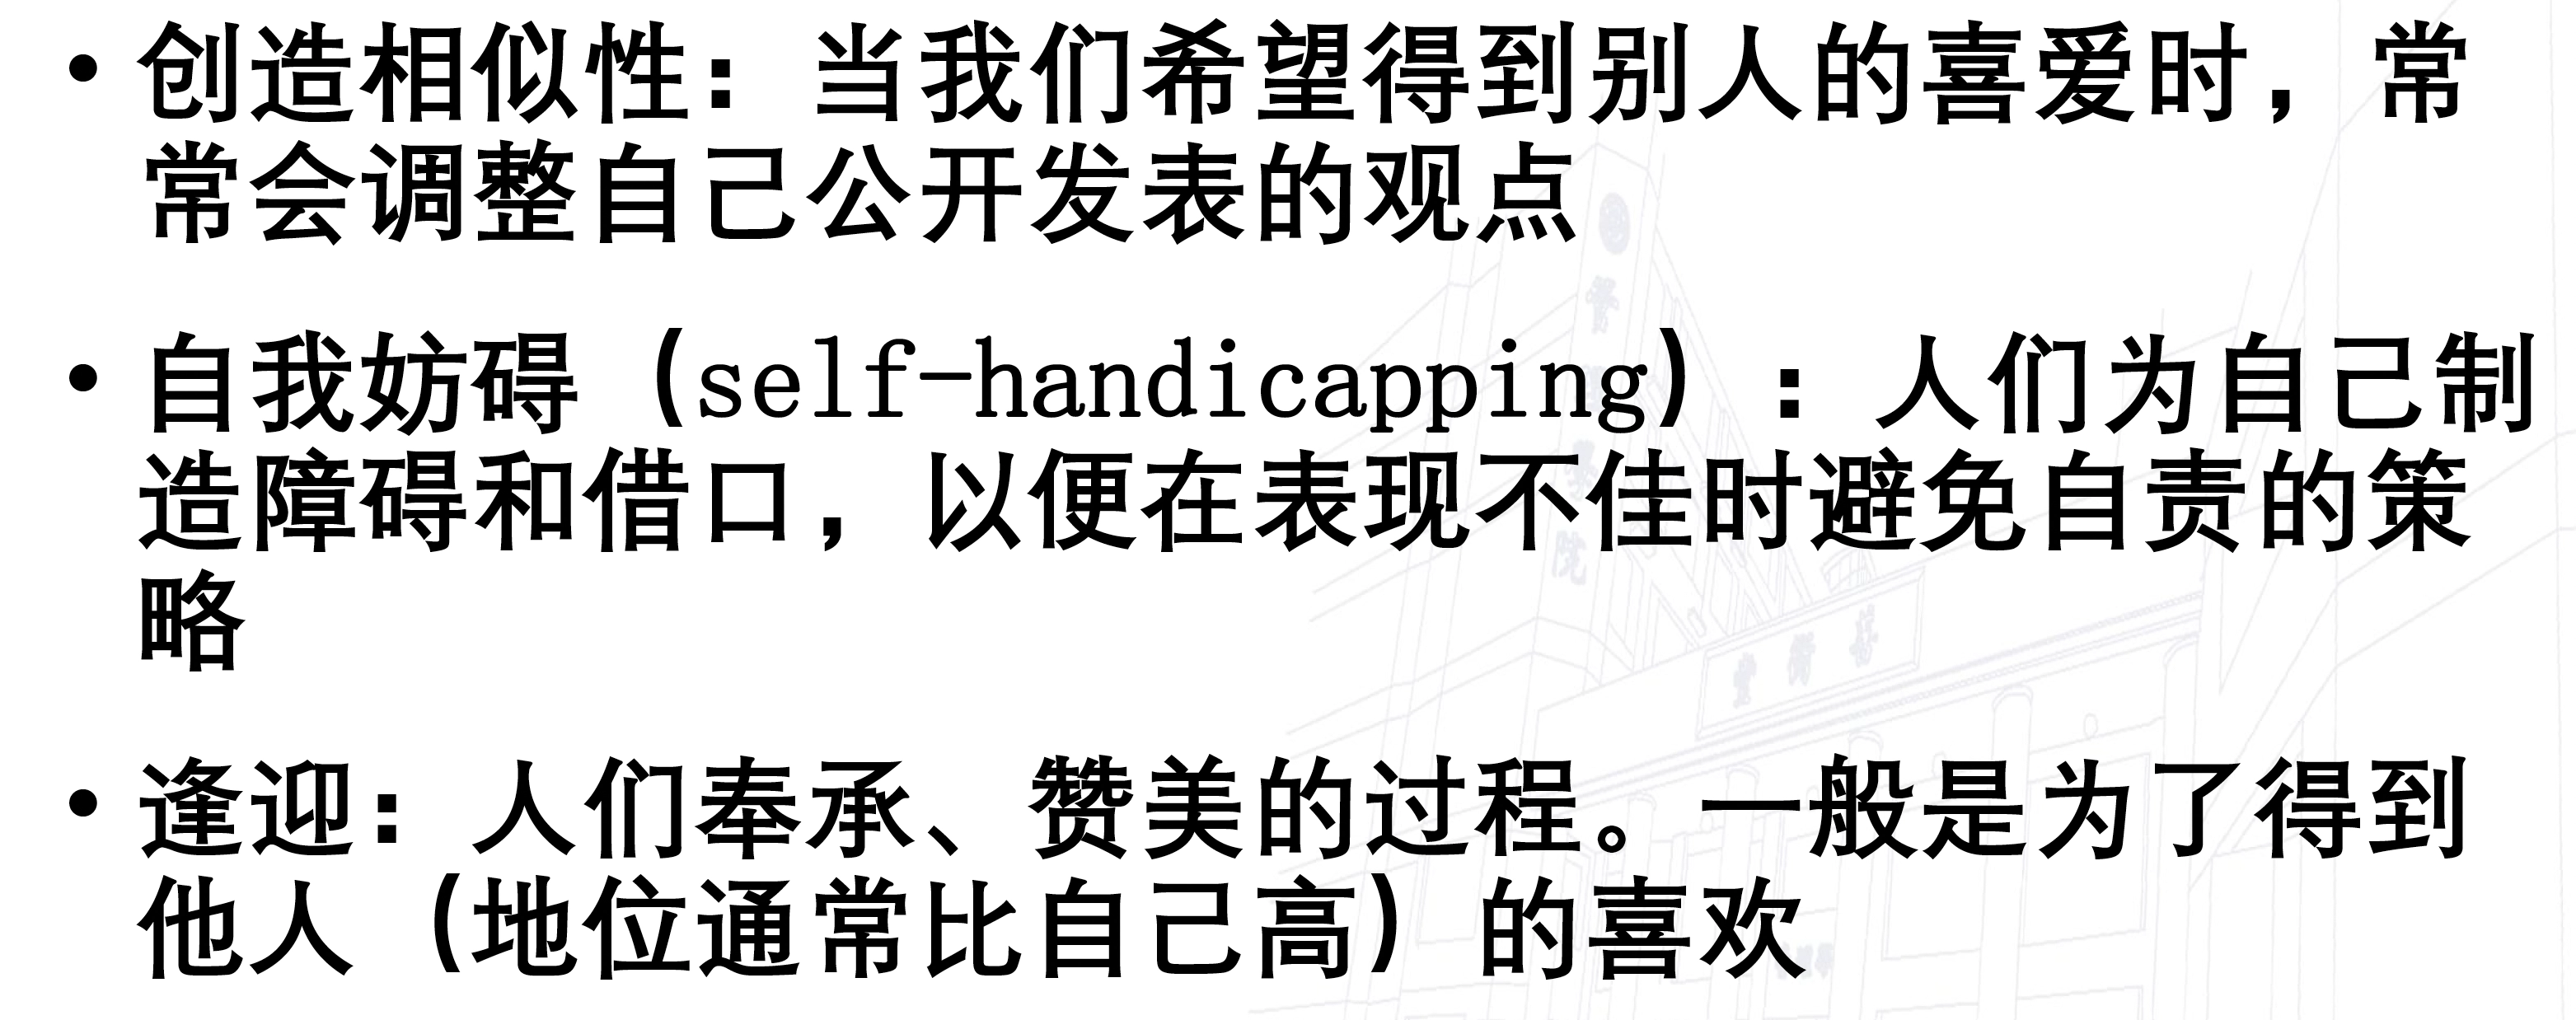 • 创造相似性：当我们希望得到别人的喜爱时，常
常会调整自己公开发表的观点
• 自我妨碍（self-handicapping）：人们为自己制
造障碍和借口，以便在表现不佳时避免自责的策
略
• 逢迎：人们奉承、赞美的过程。一般是为了得到
他人（地位通常比自己高）的喜欢